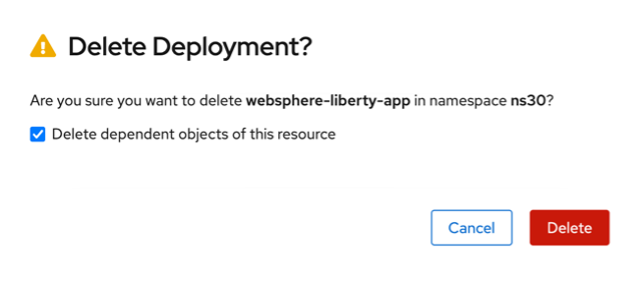 Delete Deployment?
Are you sure you want to delete websphere-liberty-app in namespace ns30?
Delete dependent objects of this resource
Cancel Delete